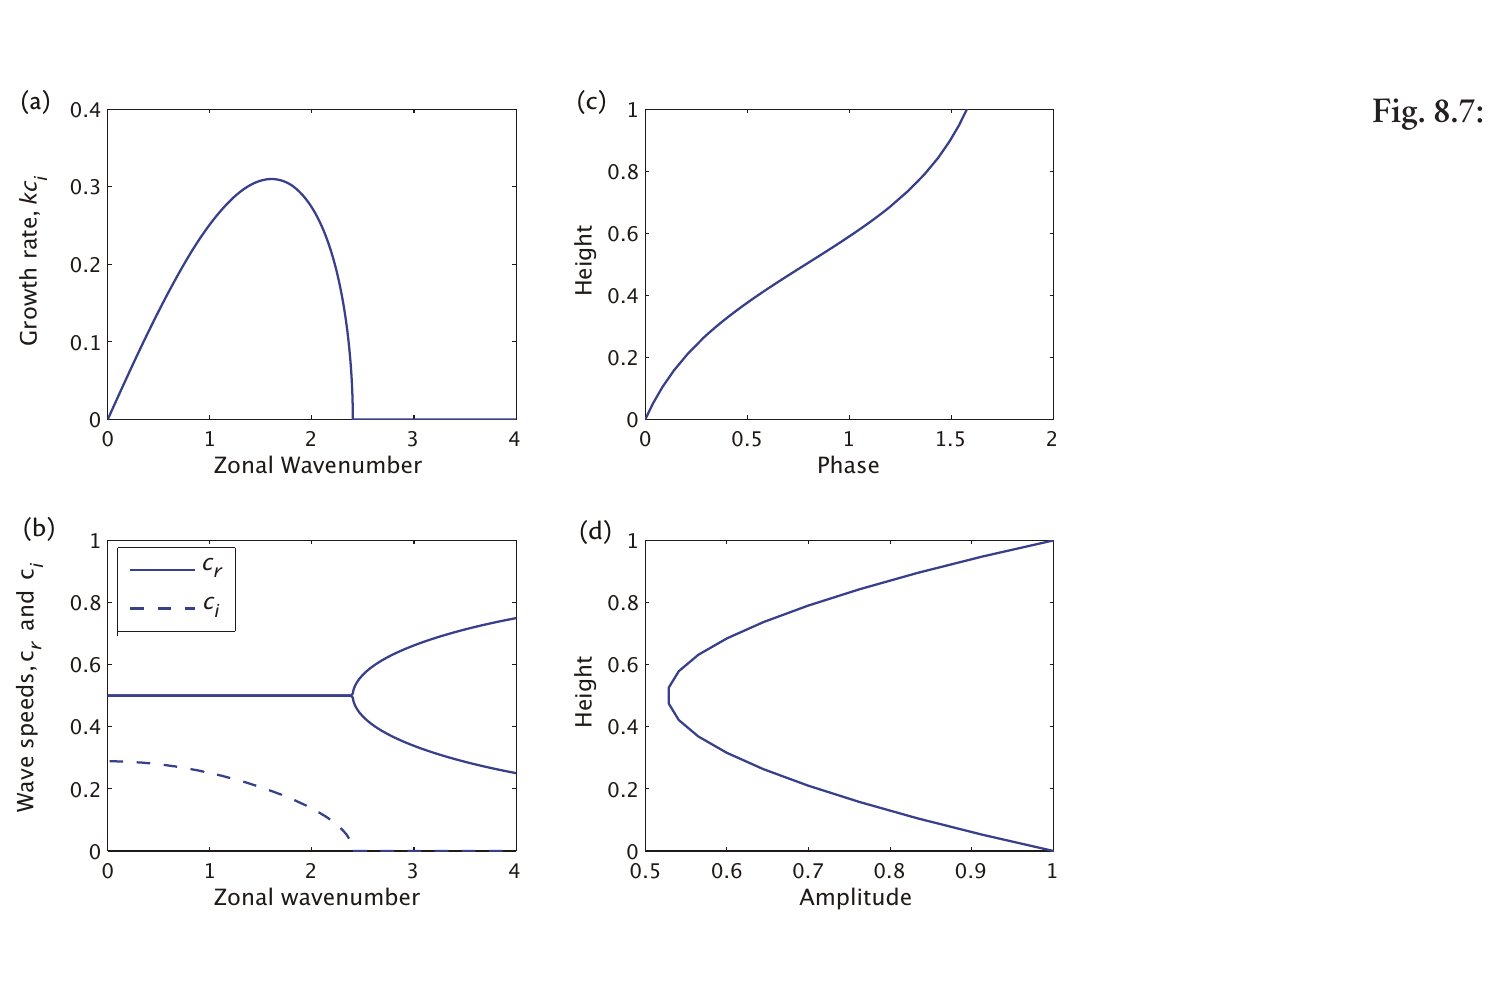 Fig. 8.7:
(a)
0.4
0.3
0.2
0.1
0
Growth rate, kc_i
0 1 2 3 4
Zonal Wavenumber
(c)
1
0.8
0.6
0.4
0.2
0
Height
0 0.5 1 1.5 2
Phase
(b)
1
0.8
0.6
0.4
0.2
0
Wave speeds, c_r and c_i
c_r
c_i
0 1 2 3 4
Zonal wavenumber
(d)
1
0.8
0.6
0.4
0.2
0
Height
0.5 0.6 0.7 0.8 0.9 1
Amplitude